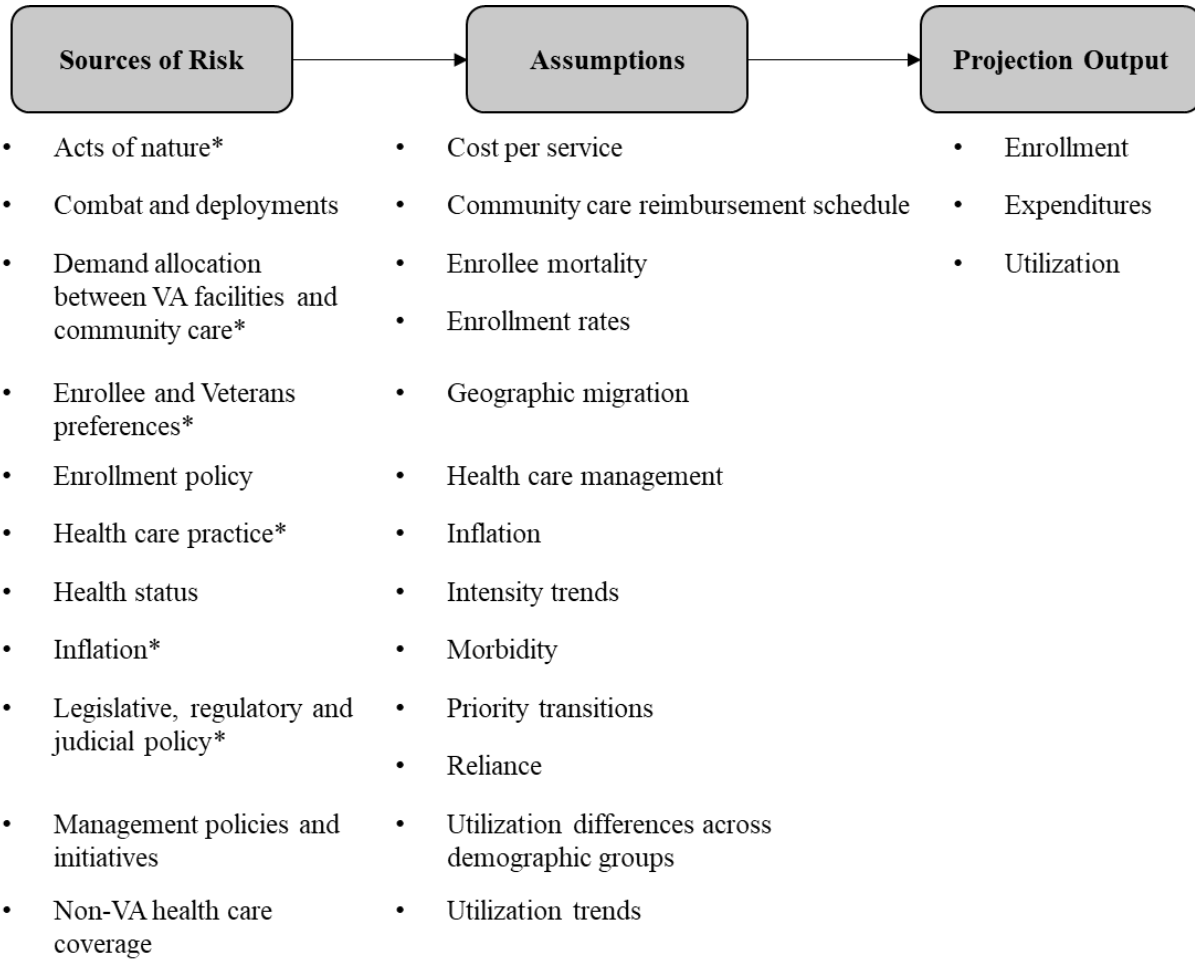 Sources of Risk
Assumptions
Projection Output
• Acts of nature*
• Combat and deployments
• Demand allocation
between VA facilities and
community care*
• Enrollee and Veterans
preferences*
• Enrollment policy
• Health care practice*
• Health status
• Inflation*
• Legislative, regulatory and
judicial policy*
• Management policies and
initiatives
• Non-VA health care
coverage
• Cost per service
• Community care reimbursement schedule
• Enrollee mortality
• Enrollment rates
• Geographic migration
• Health care management
• Inflation
• Intensity trends
• Morbidity
• Priority transitions
• Reliance
• Utilization differences across
demographic groups
• Utilization trends
• Enrollment
• Expenditures
• Utilization